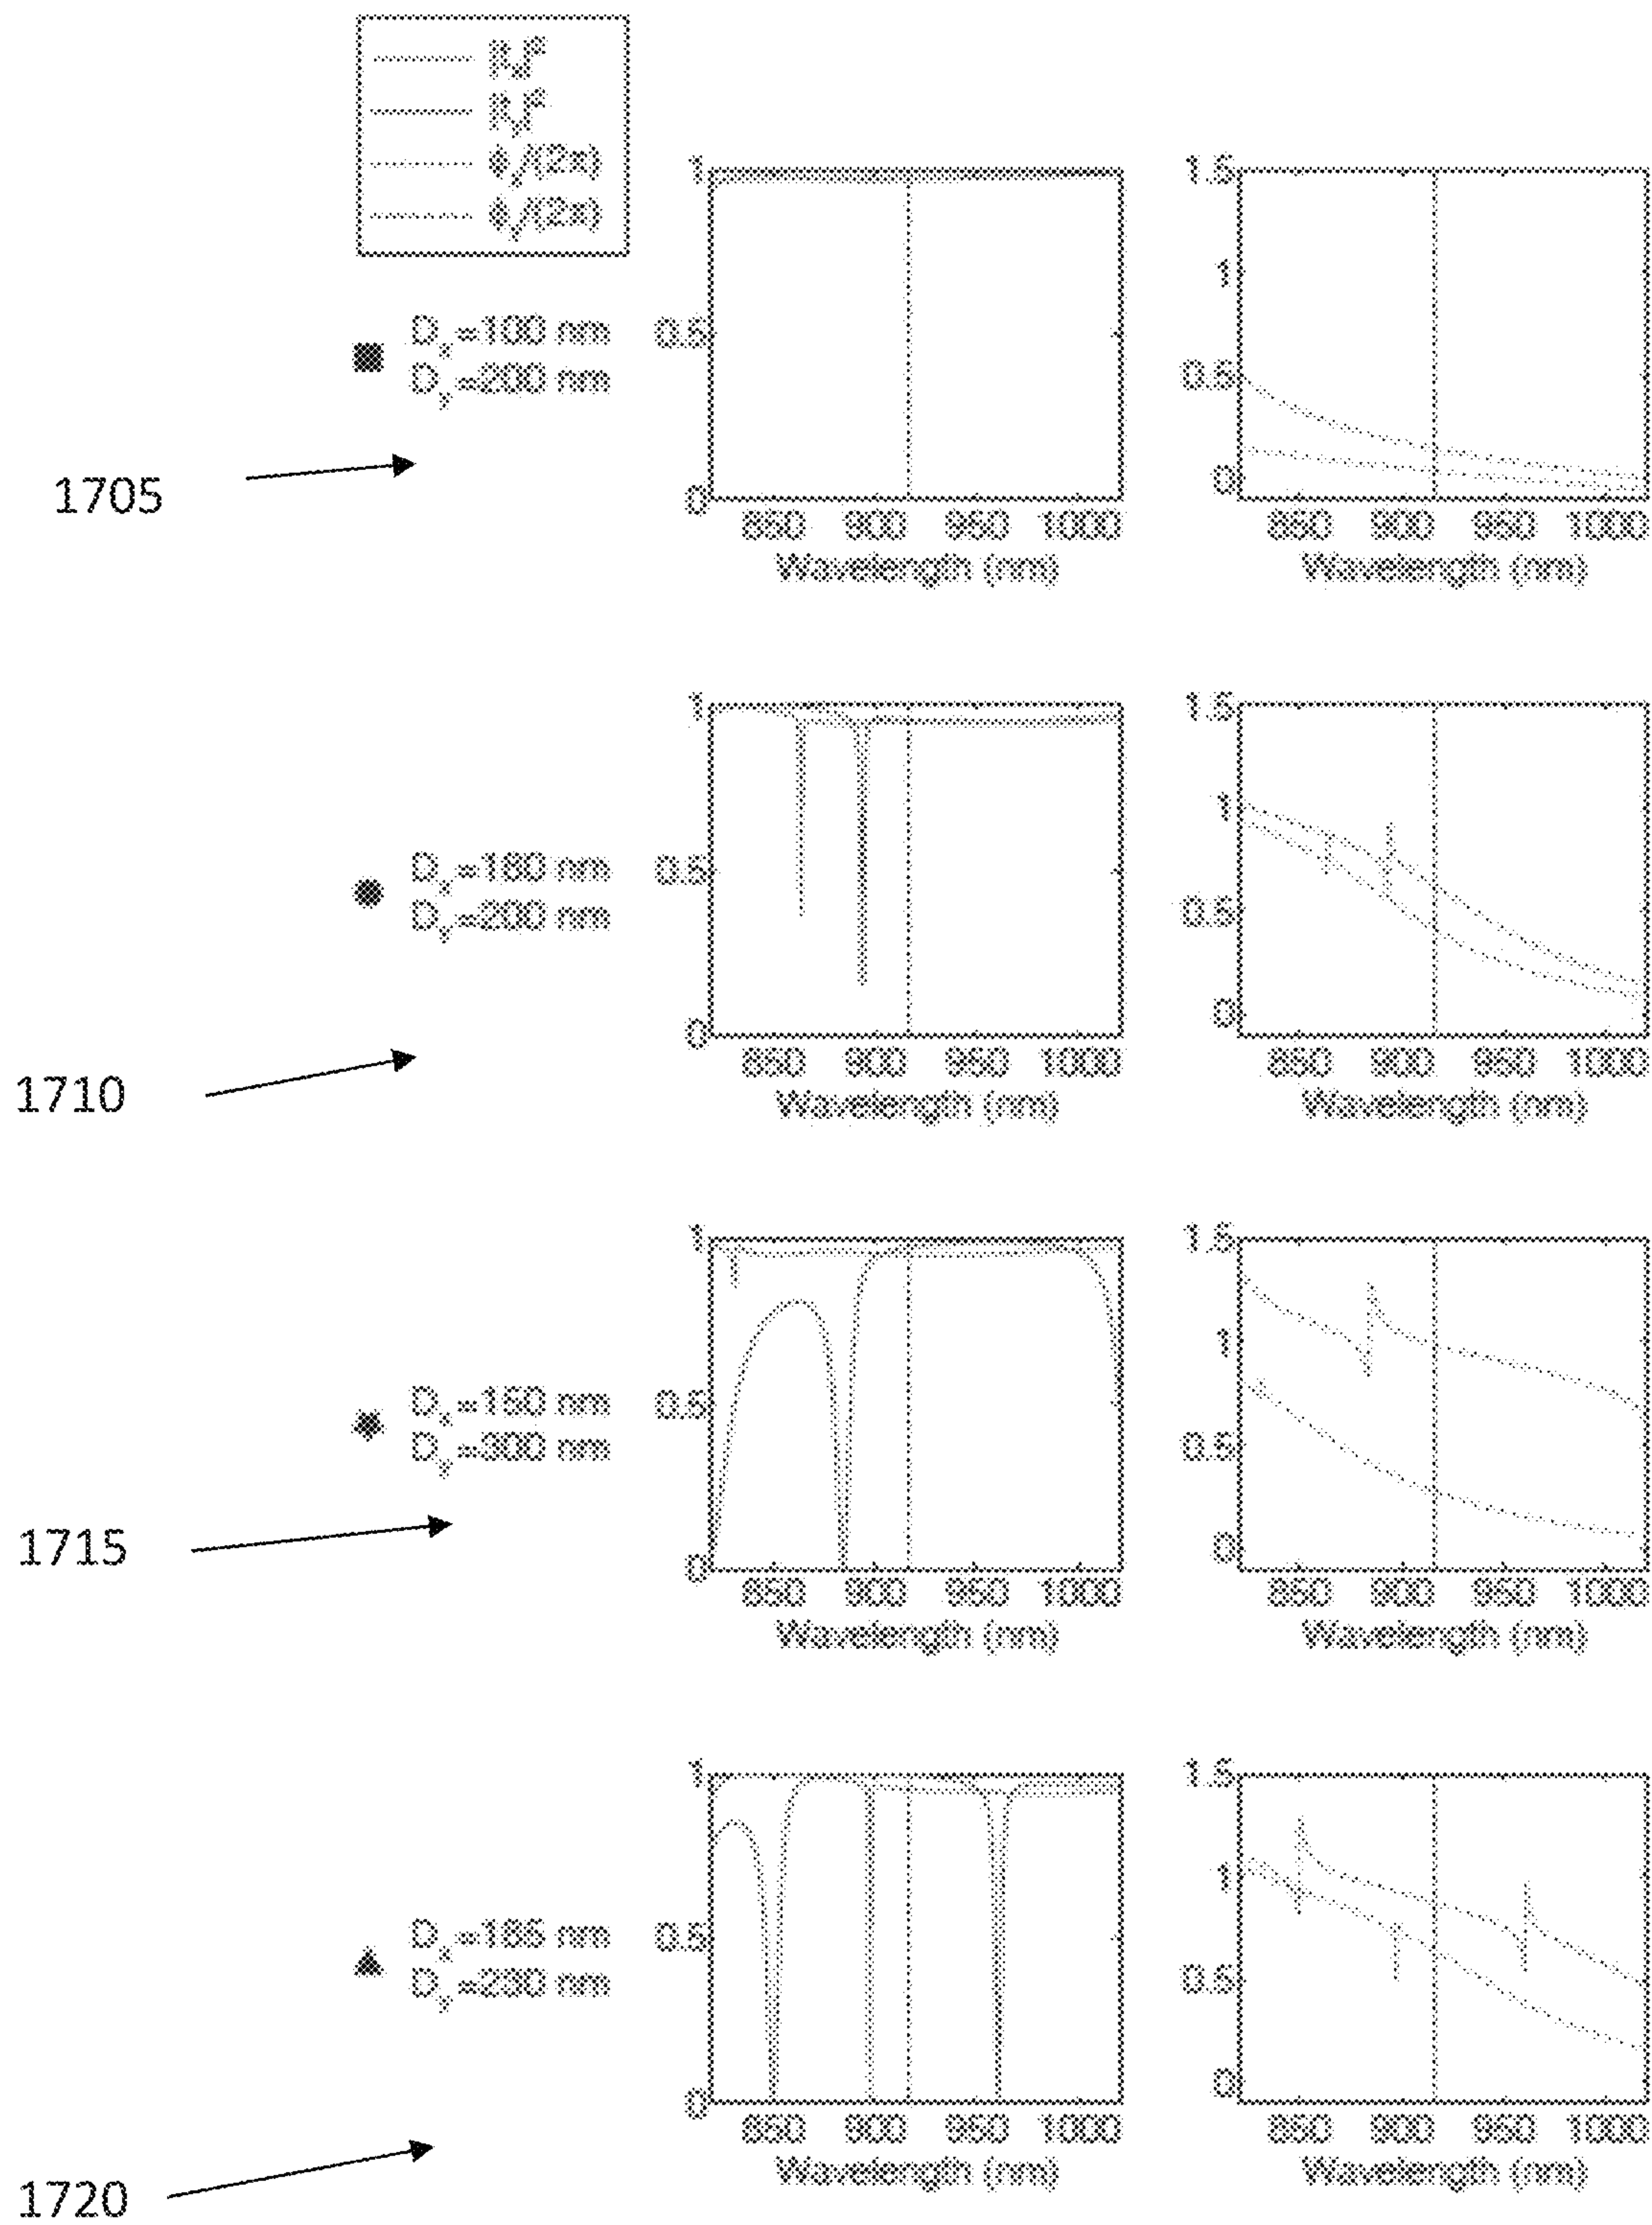 |t_x|²
|t_y|²
ϕ_x/(2π)
ϕ_y/(2π)
1
0.5
0
850 900 950 1000
Wavelength (nm)
1.5
1
0.5
0
850 900 950 1000
Wavelength (nm)
D_x=100 nm
D_y=200 nm
1705
1
0.5
0
850 900 950 1000
Wavelength (nm)
1.5
1
0.5
0
850 900 950 1000
Wavelength (nm)
D_x=180 nm
D_y=200 nm
1710
1
0.5
0
850 900 950 1000
Wavelength (nm)
1.5
1
0.5
0
850 900 950 1000
Wavelength (nm)
D_x=150 nm
D_y=300 nm
1715
1
0.5
0
850 900 950 1000
Wavelength (nm)
1.5
1
0.5
0
850 900 950 1000
Wavelength (nm)
D_x=185 nm
D_y=230 nm
1720